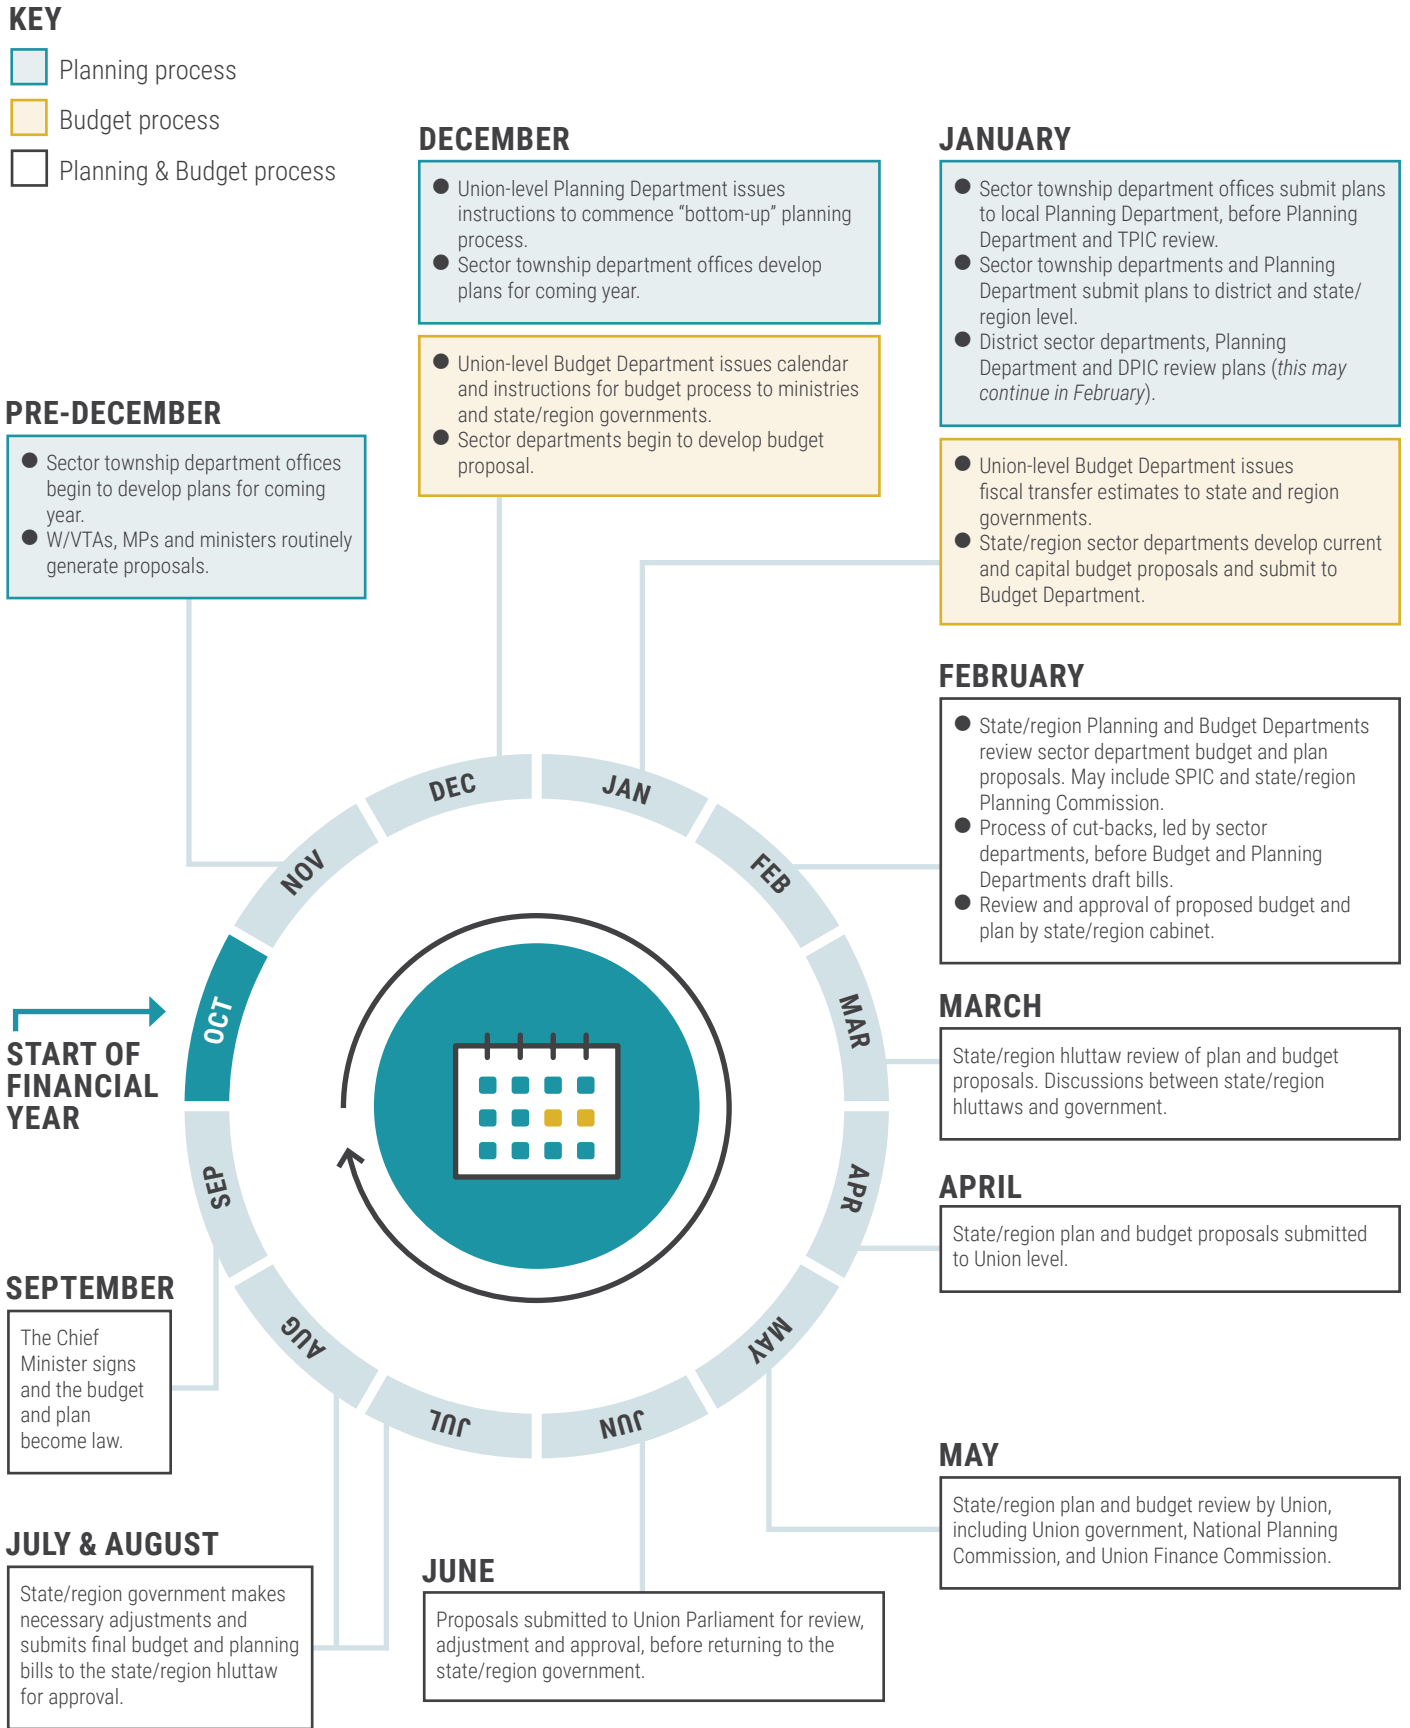 KEY
Planning process
Budget process
Planning & Budget process
PRE-DECEMBER
● Sector township department offices
begin to develop plans for coming
year.
● W/VTAs, MPs and ministers routinely
generate proposals.
DECEMBER
● Union-level Planning Department issues
instructions to commence “bottom-up” planning
process.
● Sector township department offices develop
plans for coming year.
● Union-level Budget Department issues calendar
and instructions for budget process to ministries
and state/region governments.
● Sector departments begin to develop budget
proposal.
JANUARY
● Sector township department offices submit plans
to local Planning Department, before Planning
Department and TPIC review.
● Sector township departments and Planning
Department submit plans to district and state/
region level.
● District sector departments, Planning
Department and DPIC review plans (this may
continue in February).
● Union-level Budget Department issues
fiscal transfer estimates to state and region
governments.
● State/region sector departments develop current
and capital budget proposals and submit to
Budget Department.
FEBRUARY
● State/region Planning and Budget Departments
review sector department budget and plan
proposals. May include SPIC and state/region
Planning Commission.
● Process of cut-backs, led by sector
departments, before Budget and Planning
Departments draft bills.
● Review and approval of proposed budget and
plan by state/region cabinet.
MARCH
State/region hluttaw review of plan and budget
proposals. Discussions between state/region
hluttaws and government.
APRIL
State/region plan and budget proposals submitted
to Union level.
MAY
State/region plan and budget review by Union,
including Union government, National Planning
Commission, and Union Finance Commission.
JUNE
Proposals submitted to Union Parliament for review,
adjustment and approval, before returning to the
state/region government.
JULY & AUGUST
State/region government makes
necessary adjustments and
submits final budget and planning
bills to the state/region hluttaw
for approval.
SEPTEMBER
The Chief
Minister signs
and the budget
and plan
become law.
START OF
FINANCIAL
YEAR
OCT
NOV
DEC
JAN
FEB
MAR
APR
MAY
JUN
JUL
AUG
SEP